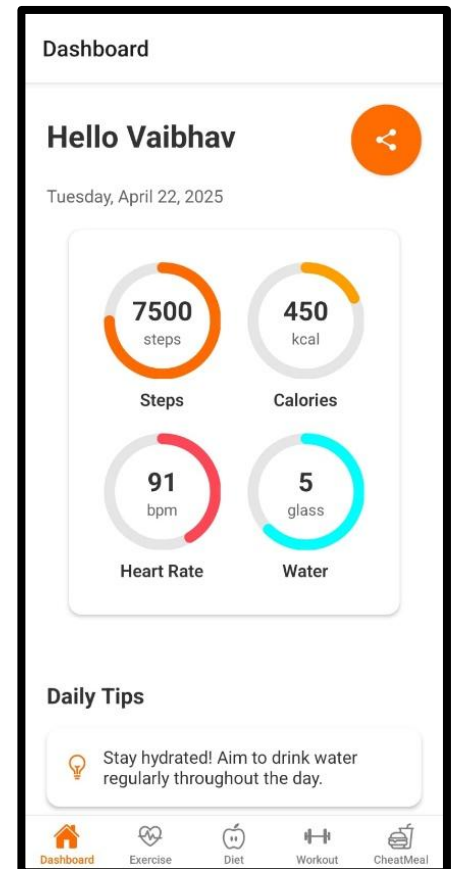 Dashboard
Hello Vaibhav
Tuesday, April 22, 2025
7500
steps
Steps
450
kcal
Calories
91
bpm
Heart Rate
5
glass
Water
Daily Tips
Stay hydrated! Aim to drink water
regularly throughout the day.
Dashboard
Exercise
Diet
Workout
CheatMeal